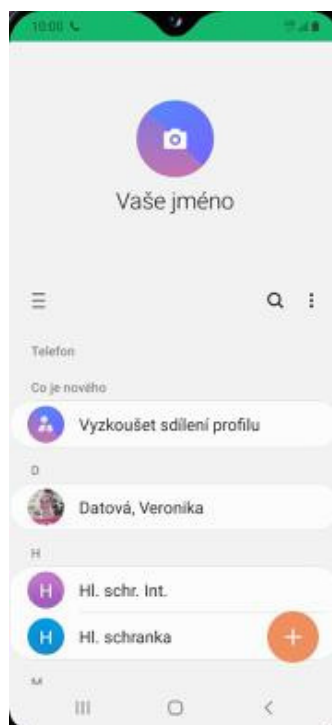 10:00
Vaše jméno
Telefon
Co je nového
Vyzkoušet sdílení profilu
D
Datová, Veronika
H
H Hl. schr. Int.
H Hl. schranka
M